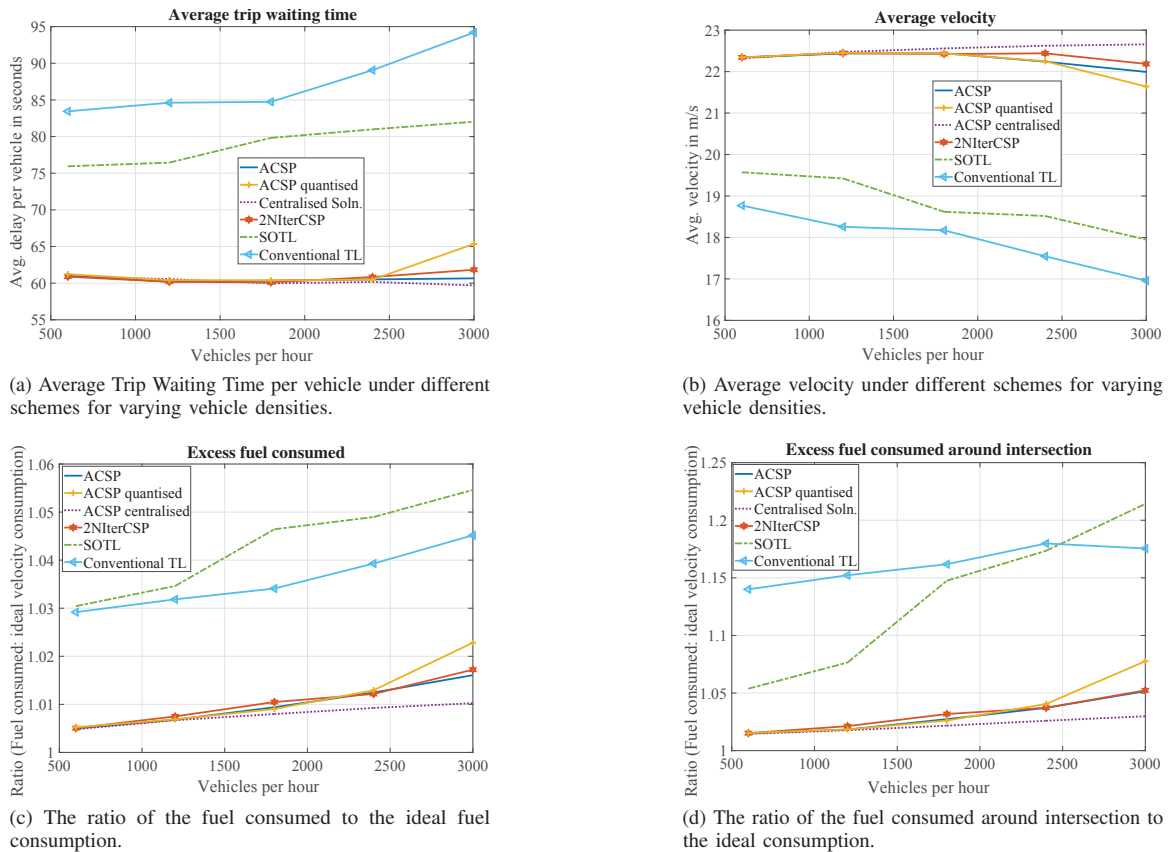 Average trip waiting time
95
90
85
80
75
70
65
60
55
500
1000
1500
2000
2500
3000
Vehicles per hour
Avg. delay per vehicle in seconds
ACSP
ACSP quantised
Centralised Soln.
2NIterCSP
SOTL
Conventional TL
(a) Average Trip Waiting Time per vehicle under different
schemes for varying vehicle densities.
Average velocity
23
22
21
20
19
18
17
16
500
1000
1500
2000
2500
3000
Vehicles per hour
Avg. velocity in m/s
ACSP
ACSP quantised
ACSP centralised
2NIterCSP
SOTL
Conventional TL
(b) Average velocity under different schemes for varying
vehicle densities.
Excess fuel consumed
1.06
1.05
1.04
1.03
1.02
1.01
1
500
1000
1500
2000
2500
3000
Vehicles per hour
Ratio (Fuel consumed: ideal velocity consumption)
ACSP
ACSP quantised
ACSP centralised
2NIterCSP
SOTL
Conventional TL
(c) The ratio of the fuel consumed to the ideal fuel
consumption.
Excess fuel consumed around intersection
1.25
1.2
1.15
1.1
1.05
1
500
1000
1500
2000
2500
3000
Vehicles per hour
Ratio (Fuel consumed: ideal velocity consumption)
ACSP
ACSP quantised
Centralised Soln.
2NIterCSP
SOTL
Conventional TL
(d) The ratio of the fuel consumed around intersection to
the ideal consumption.